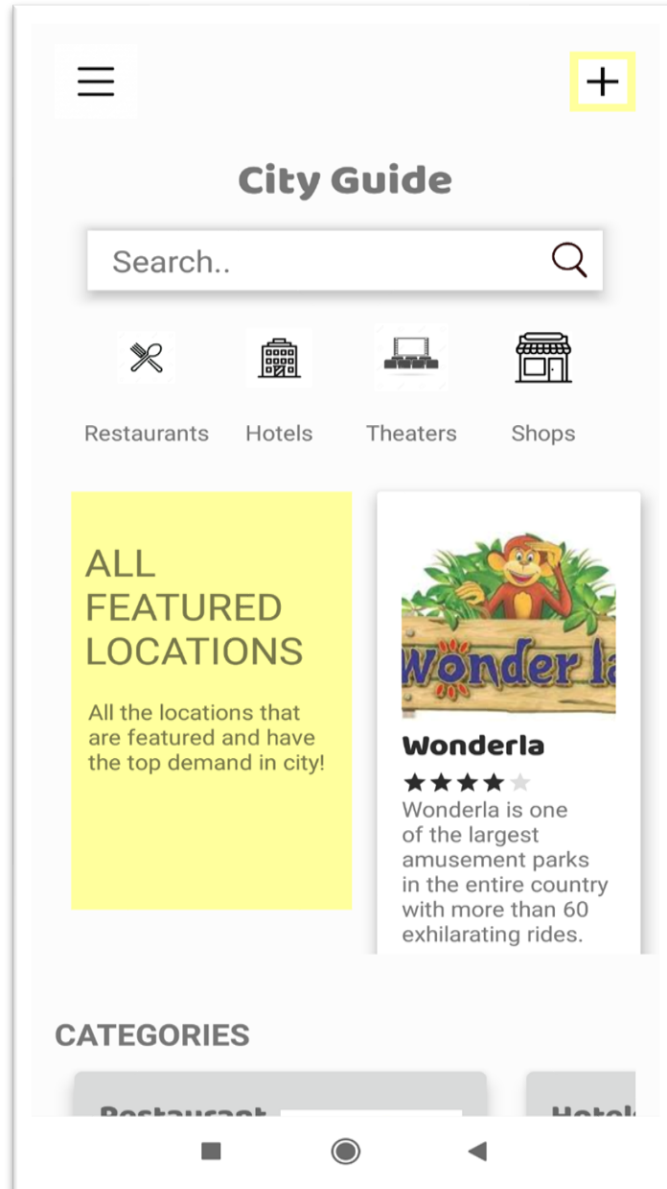 City Guide
Search..
Restaurants Hotels Theaters Shops
ALL
FEATURED
LOCATIONS
All the locations that
are featured and have
the top demand in city!
Wonderla
Wonderla is one
of the largest
amusement parks
in the entire country
with more than 60
exhilarating rides.
CATEGORIES
Restaurant